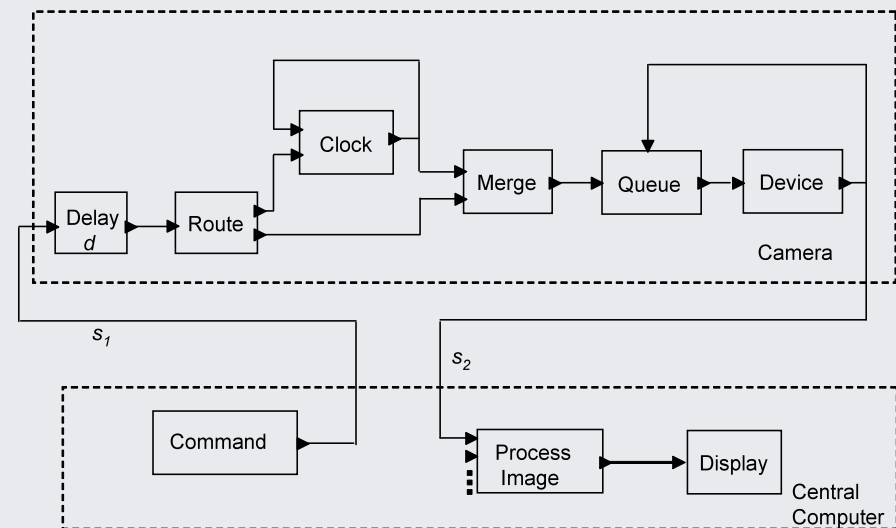 Clock
Merge
Queue
Device
Delay
d
Route
Camera
s1
s2
Command
Process
Image
Display
Central
Computer